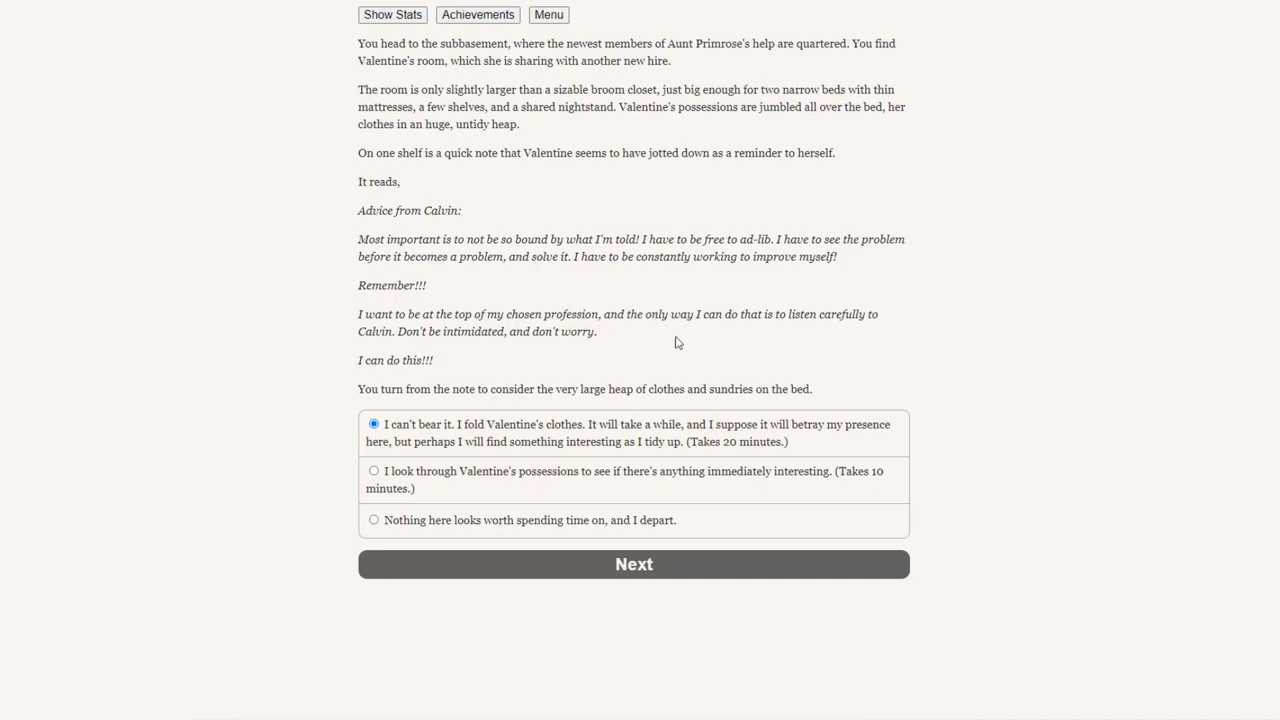 Show Stats Achievements Menu
You head to the subbasement, where the newest members of Aunt Primrose's help are quartered. You find
Valentine's room, which she is sharing with another new hire.
The room is only slightly larger than a sizable broom closet, just big enough for two narrow beds with thin
mattresses, a few shelves, and a shared nightstand. Valentine's possessions are jumbled all over the bed, her
clothes in an huge, untidy heap.
On one shelf is a quick note that Valentine seems to have jotted down as a reminder to herself.
It reads,
Advice from Calvin:
Most important is to not be so bound by what I'm told! I have to be free to ad-lib. I have to see the problem
before it becomes a problem, and solve it. I have to be constantly working to improve myself!
Remember!!!
I want to be at the top of my chosen profession, and the only way I can do that is to listen carefully to
Calvin. Don't be intimidated, and don't worry.
I can do this!!!
You turn from the note to consider the very large heap of clothes and sundries on the bed.
I can't bear it. I fold Valentine's clothes. It will take a while, and I suppose it will betray my presence
here, but perhaps I will find something interesting as I tidy up. (Takes 20 minutes.)
I look through Valentine's possessions to see if there's anything immediately interesting. (Takes 10
minutes.)
Nothing here looks worth spending time on, and I depart.
Next